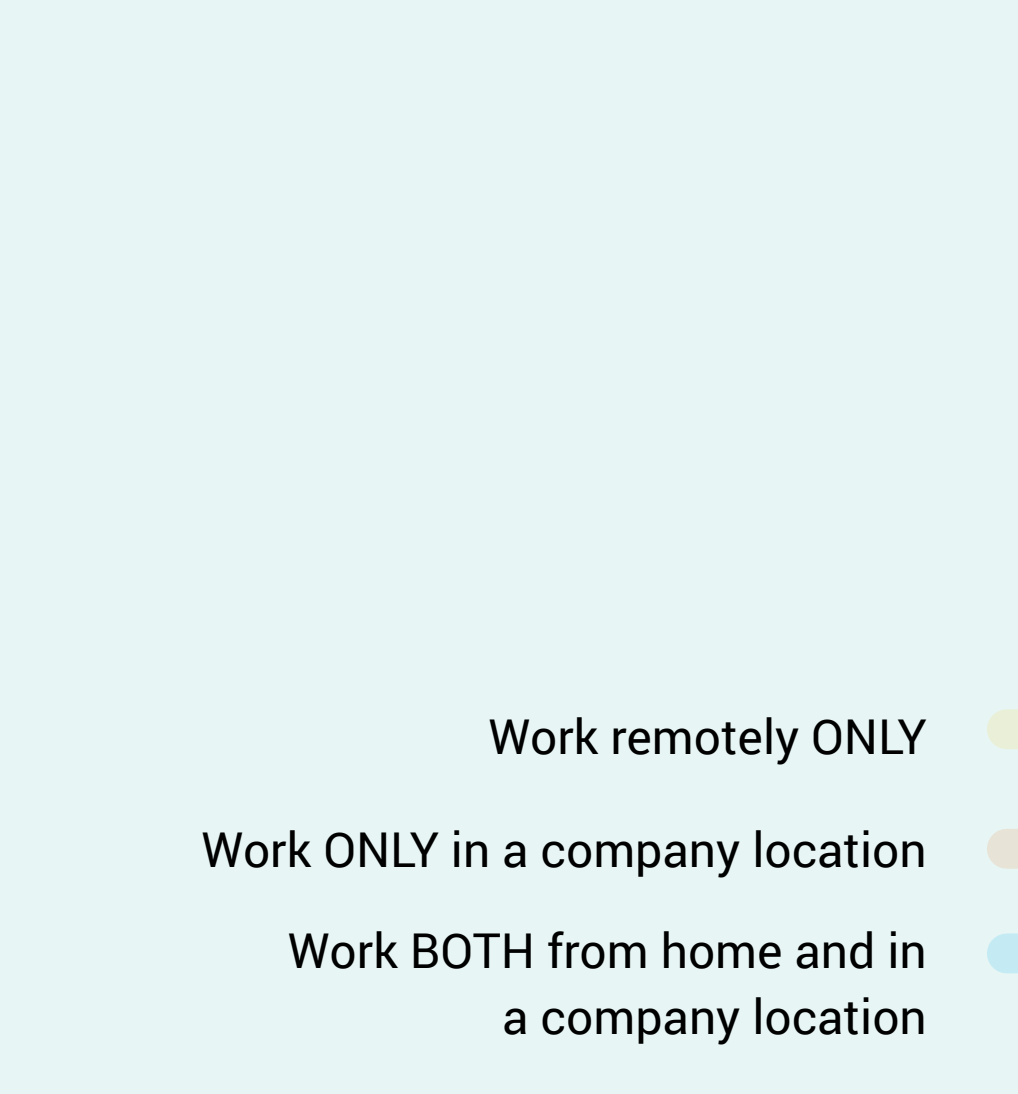 Work remotely ONLY
Work ONLY in a company location
Work BOTH from home and in
a company location